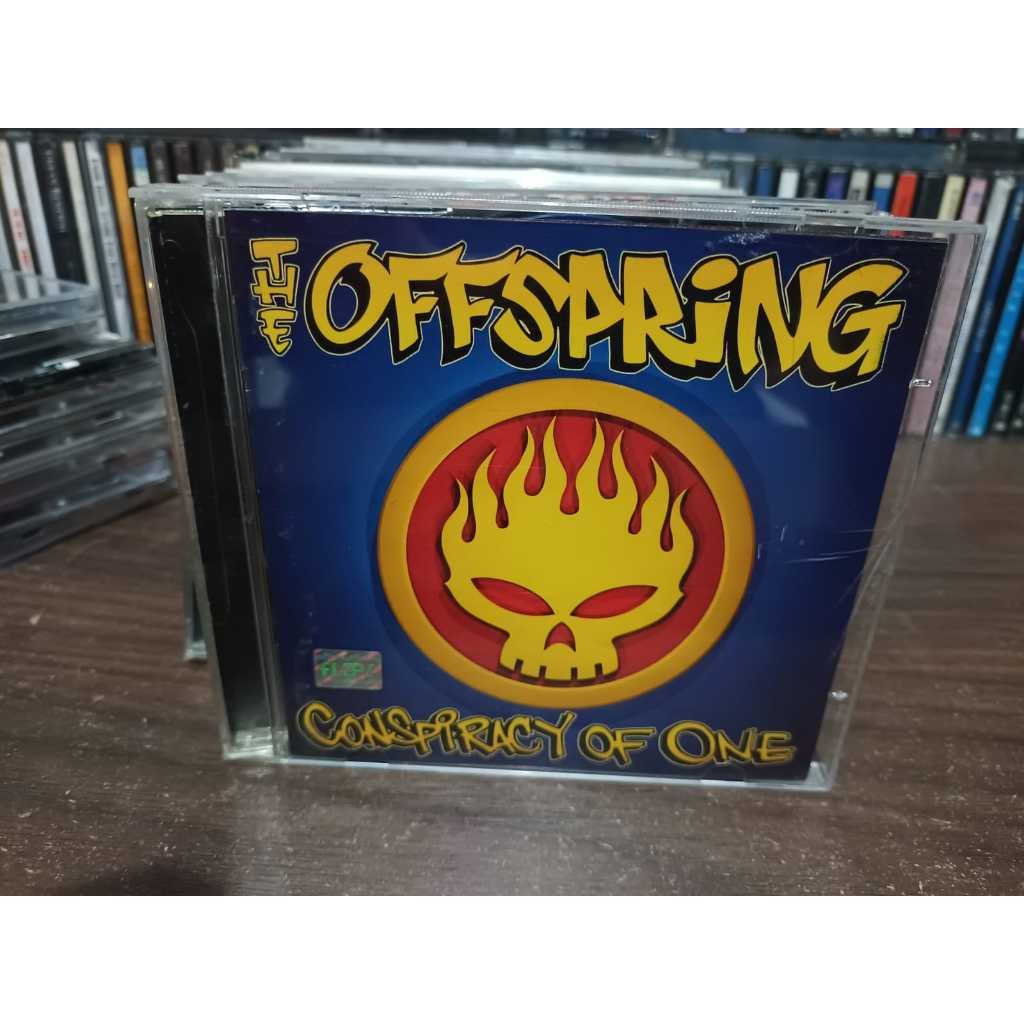 THE OFFSPRiNG
CONSPiRACY OF ONE